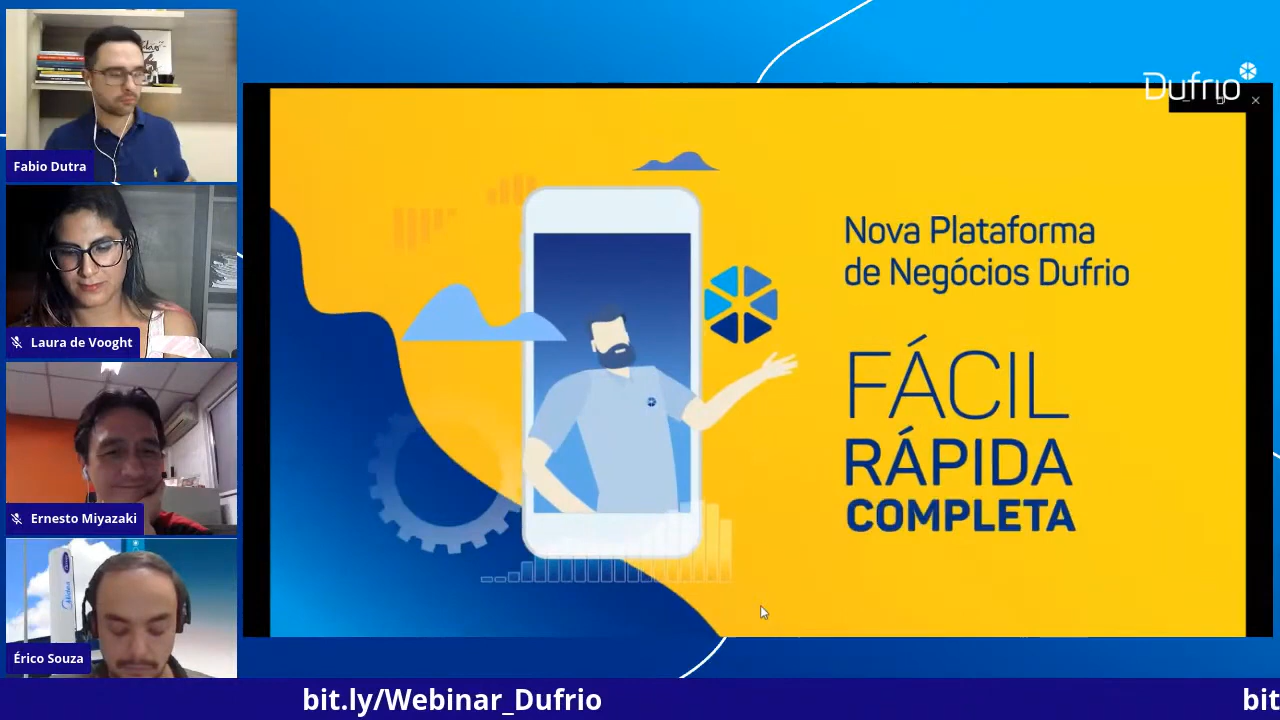 Fabio Dutra
Laura de Vooght
Ernesto Miyazaki
Érico Souza
Dufrio
Nova Plataforma
de Negócios Dufrio
FÁCIL
RÁPIDA
COMPLETA
bit.ly/Webinar_Dufrio
bit